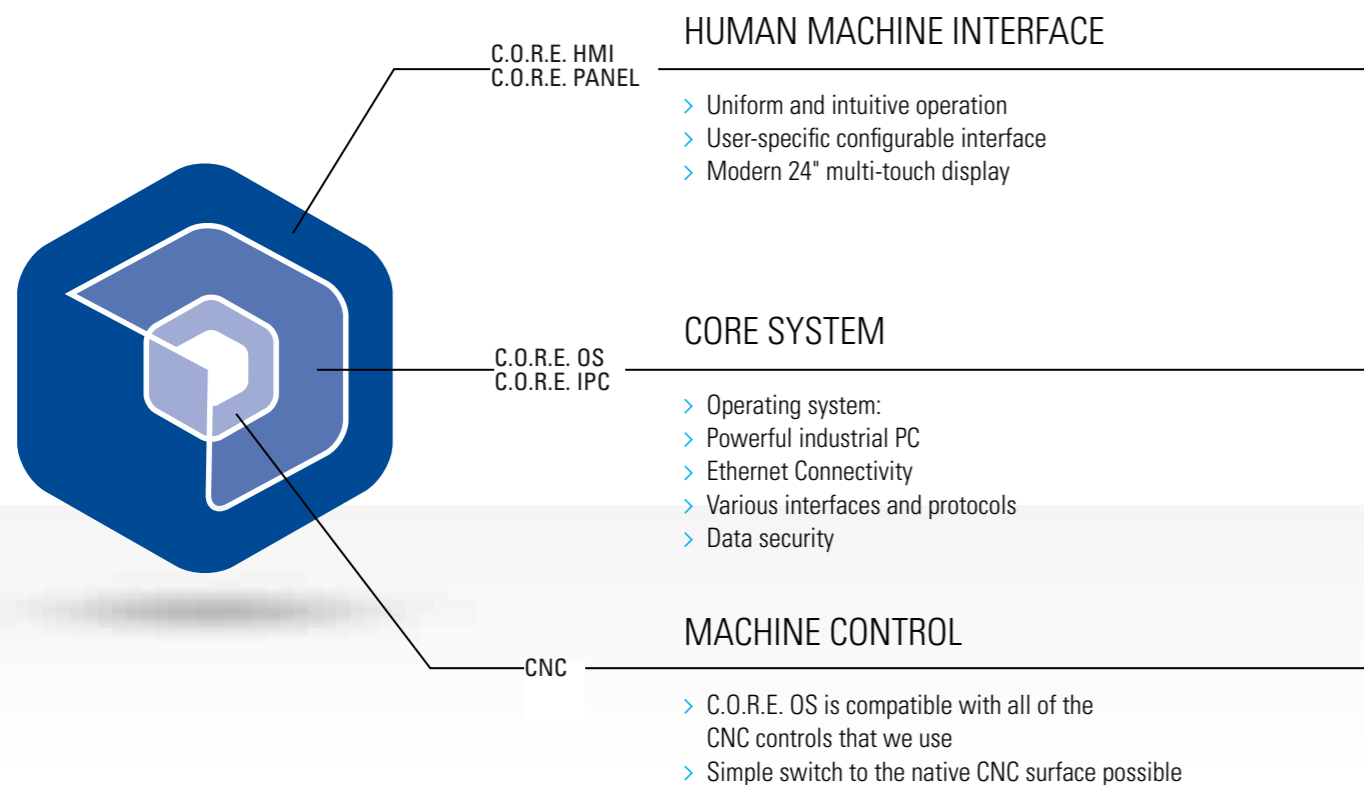 HUMAN MACHINE INTERFACE
C.O.R.E. HMI
C.O.R.E. PANEL
> Uniform and intuitive operation
> User-specific configurable interface
> Modern 24" multi-touch display
CORE SYSTEM
C.O.R.E. OS
C.O.R.E. IPC
> Operating system:
> Powerful industrial PC
> Ethernet Connectivity
> Various interfaces and protocols
> Data security
MACHINE CONTROL
CNC
> C.O.R.E. OS is compatible with all of the
CNC controls that we use
> Simple switch to the native CNC surface possible